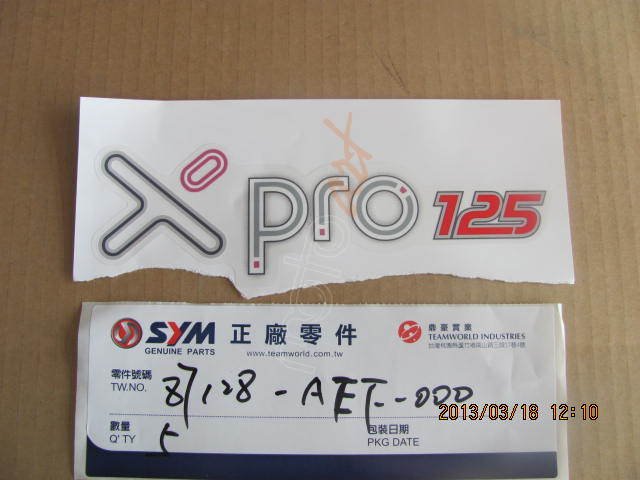 X° pro 125
SYM 正廠零件
GENUINE PARTS
www.teamworld.com.tw
鼎豪實業
TEAMWORLD INDUSTRIES
零件號碼
TW.NO. 87128-AET-000
數量
Q'TY 5
包裝日期
PKG DATE
2013/03/18 12:10